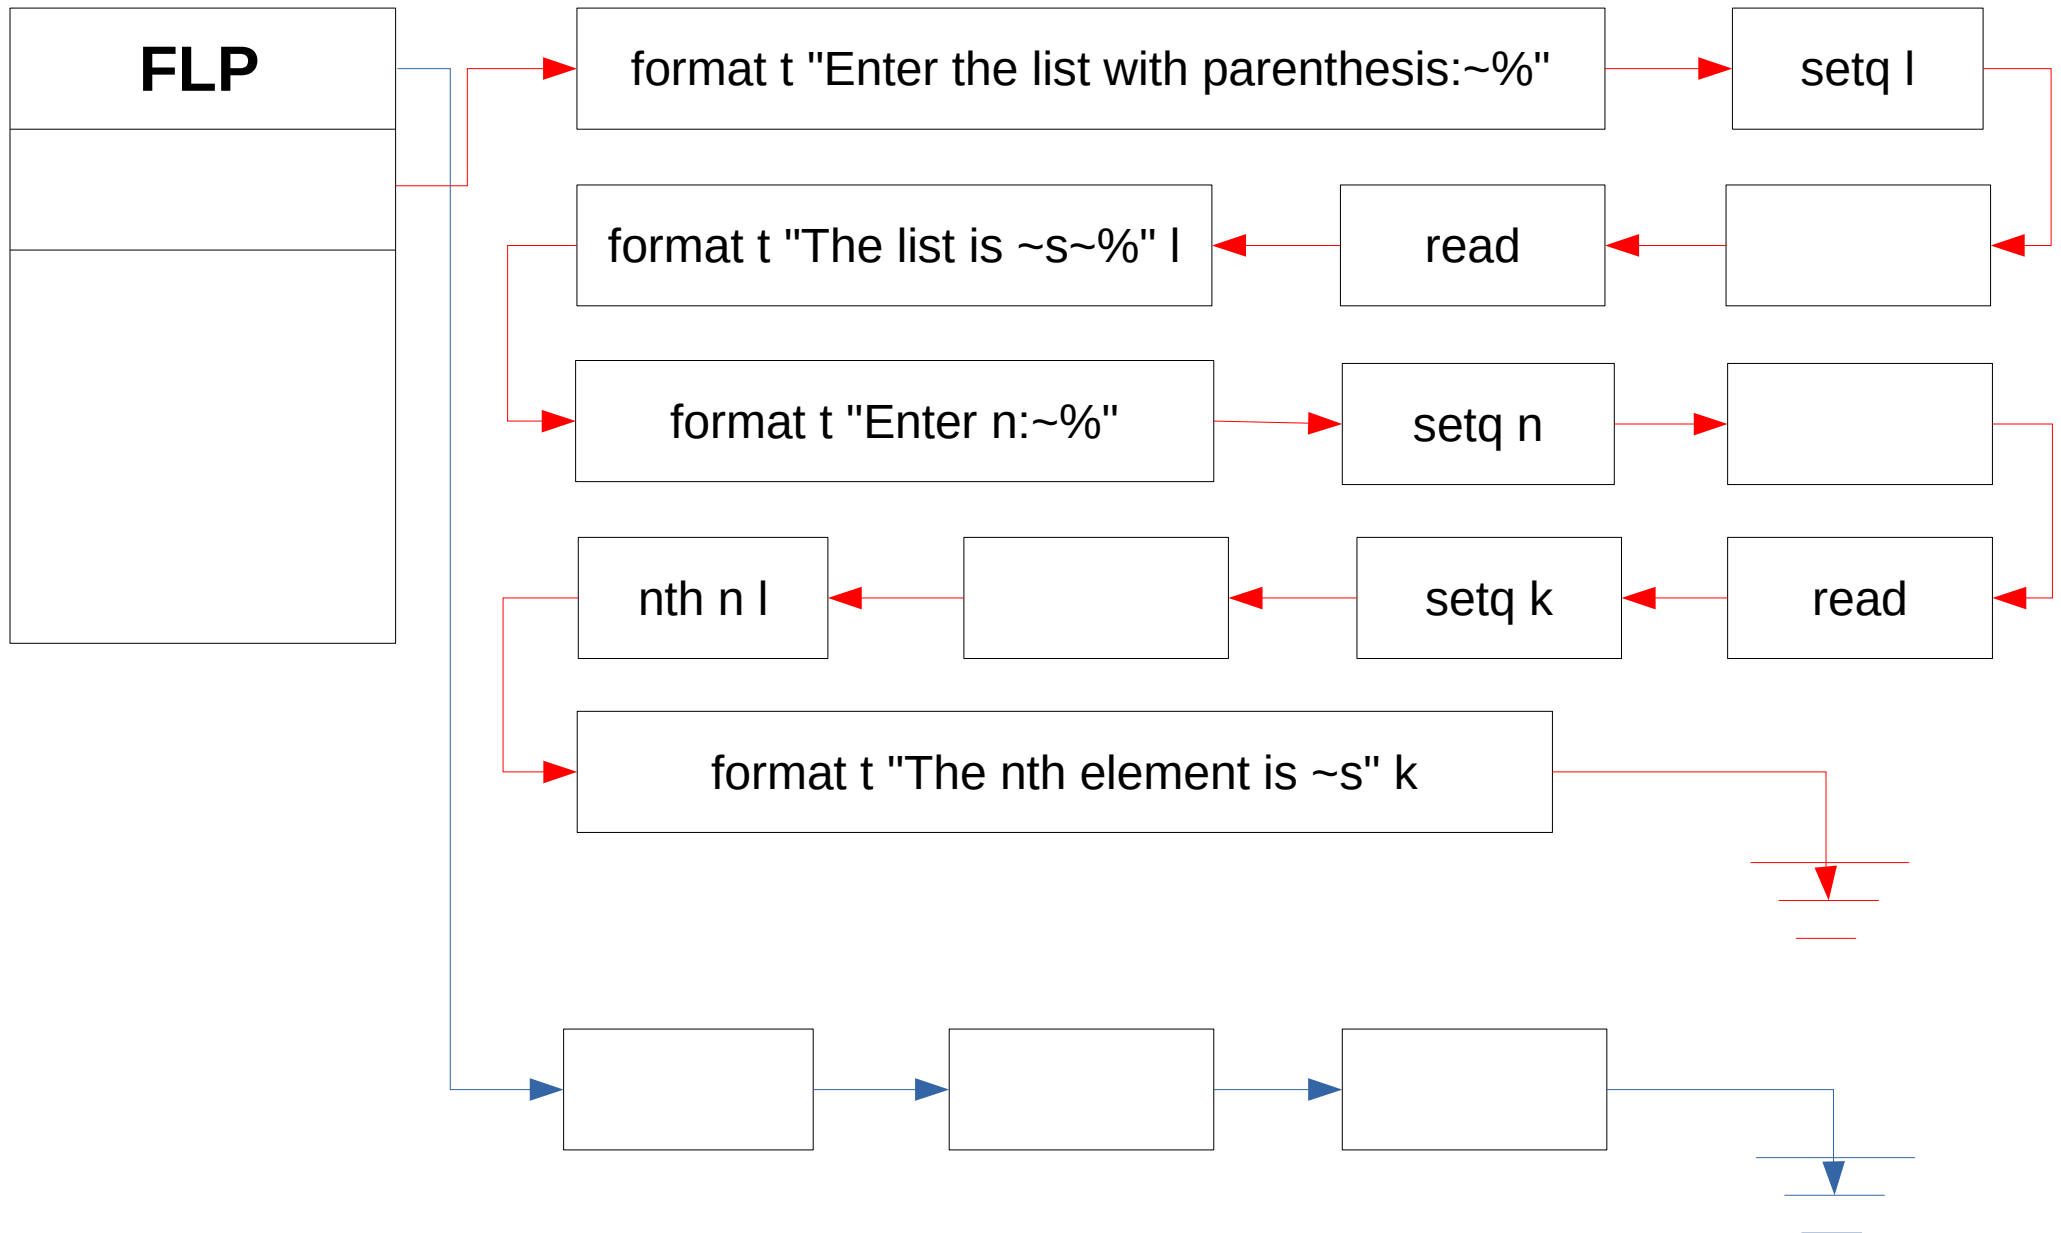 FLP
format t "Enter the list with parenthesis:~%"
setq l
format t "The list is ~s~%" l
read
format t "Enter n:~%"
setq n
nth n l
setq k
read
format t "The nth element is ~s" k